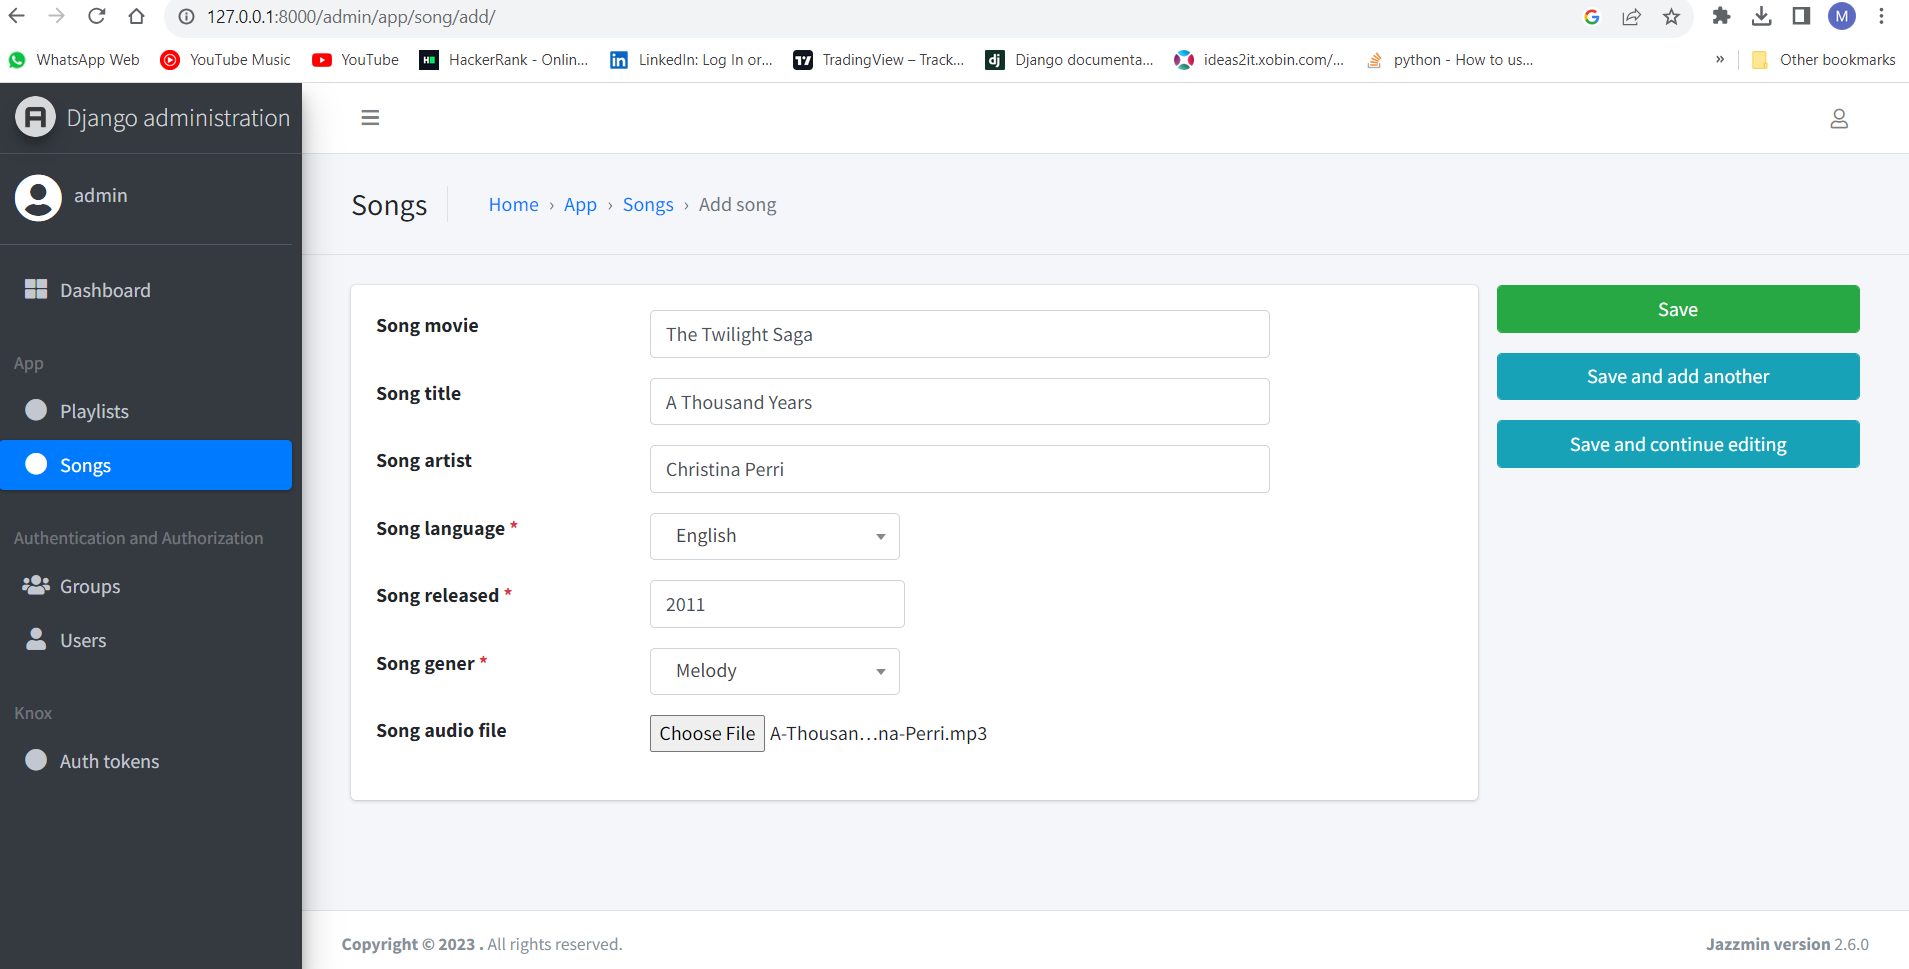 127.0.0.1:8000/admin/app/song/add/
WhatsApp Web YouTube Music YouTube HackerRank - Onlin... LinkedIn: Log In or... TradingView – Track... Django documenta... ideas2it.xobin.com/... python - How to us... » Other bookmarks
Django administration
admin
Songs Home › App › Songs › Add song
Dashboard
App
Playlists
Songs
Authentication and Authorization
Groups
Users
Knox
Auth tokens
Song movie The Twilight Saga
Song title A Thousand Years
Song artist Christina Perri
Song language * English
Song released * 2011
Song gener * Melody
Song audio file Choose File A-Thousan...na-Perri.mp3
Save
Save and add another
Save and continue editing
Copyright © 2023 . All rights reserved. Jazzmin version 2.6.0
M